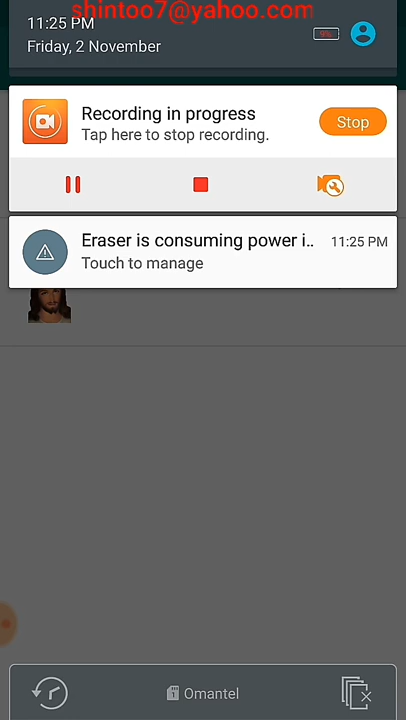 shintoo7@yahoo.com
11:25 PM
Friday, 2 November
9%
Recording in progress
Tap here to stop recording.
Stop
Eraser is consuming power i..
11:25 PM
Touch to manage
Omantel